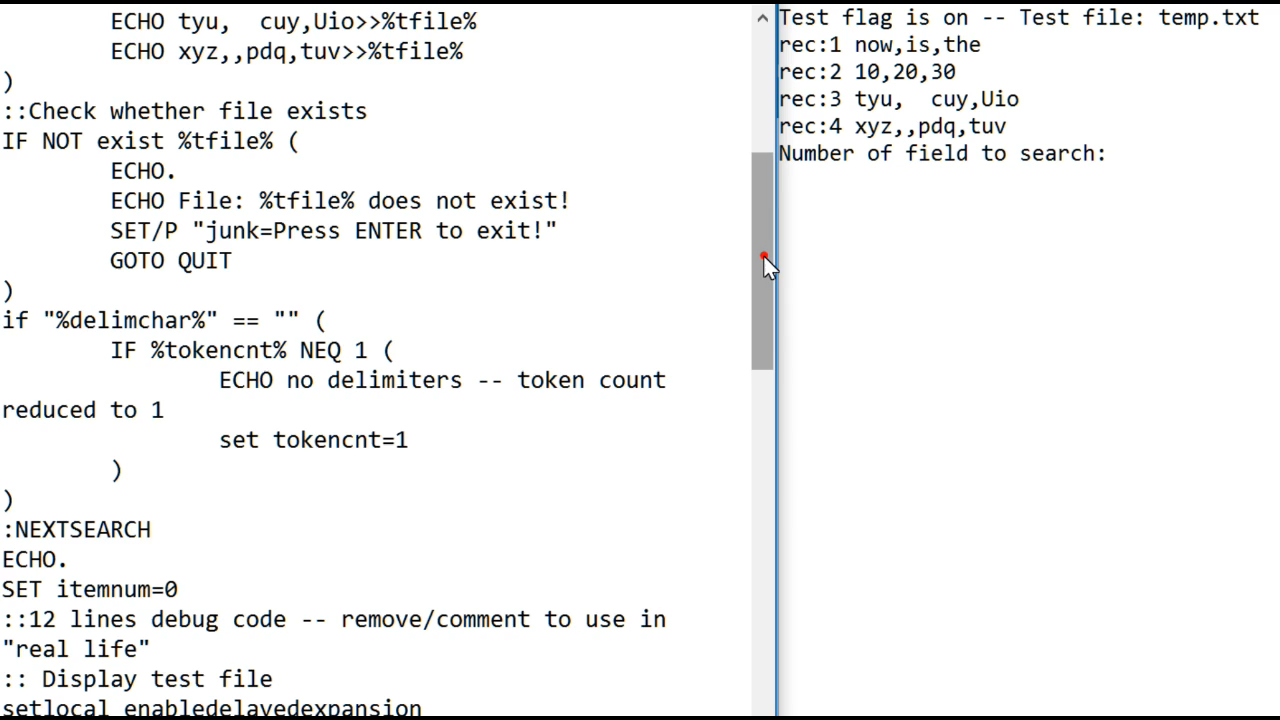 ECHO tyu,  cuy,Uio>>%tfile%
ECHO xyz,,pdq,tuv>>%tfile%
)
::Check whether file exists
IF NOT exist %tfile% (
ECHO.
ECHO File: %tfile% does not exist!
SET/P "junk=Press ENTER to exit!"
GOTO QUIT
)
if "%delimchar%" == "" (
IF %tokencnt% NEQ 1 (
ECHO no delimiters -- token count
reduced to 1
set tokencnt=1
)
)
:NEXTSEARCH
ECHO.
SET itemnum=0
::12 lines debug code -- remove/comment to use in
"real life"
:: Display test file
setlocal enabledelayedexpansion
Test flag is on -- Test file: temp.txt
rec:1 now,is,the
rec:2 10,20,30
rec:3 tyu,  cuy,Uio
rec:4 xyz,,pdq,tuv
Number of field to search: